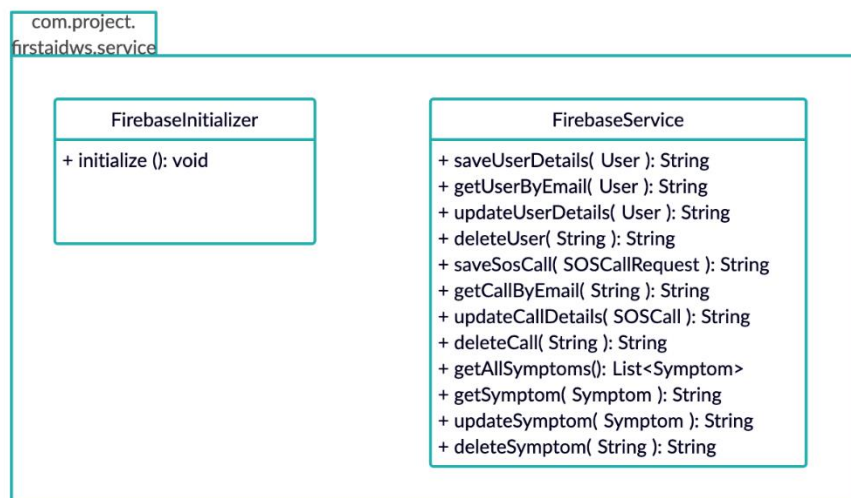 com.project.
firstaidws.service
FirebaseInitializer
+ initialize (): void
FirebaseService
+ saveUserDetails( User ): String
+ getUserByEmail( User ): String
+ updateUserDetails( User ): String
+ deleteUser( String ): String
+ saveSosCall( SOSCallRequest ): String
+ getCallByEmail( String ): String
+ updateCallDetails( SOSCall ): String
+ deleteCall( String ): String
+ getAllSymptoms(): List<Symptom>
+ getSymptom( Symptom ): String
+ updateSymptom( Symptom ): String
+ deleteSymptom( String ): String